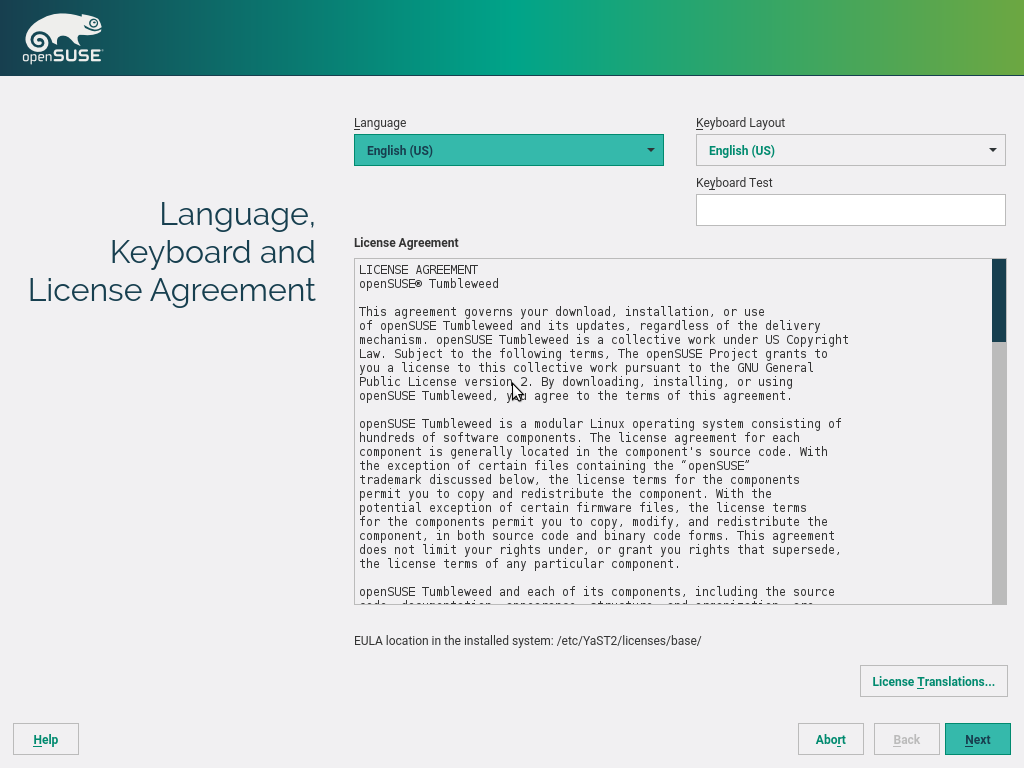 openSUSE
Language,
Keyboard and
License Agreement
Language
English (US)
Keyboard Layout
English (US)
Keyboard Test
License Agreement
LICENSE AGREEMENT
openSUSE® Tumbleweed
This agreement governs your download, installation, or use
of openSUSE Tumbleweed and its updates, regardless of the delivery
mechanism. openSUSE Tumbleweed is a collective work under US Copyright
Law. Subject to the following terms, The openSUSE Project grants to
you a license to this collective work pursuant to the GNU General
Public License version 2. By downloading, installing, or using
openSUSE Tumbleweed, you agree to the terms of this agreement.
openSUSE Tumbleweed is a modular Linux operating system consisting of
hundreds of software components. The license agreement for each
component is generally located in the component's source code. With
the exception of certain files containing the “openSUSE”
trademark discussed below, the license terms for the components
permit you to copy and redistribute the component. With the
potential exception of certain firmware files, the license terms
for the components permit you to copy, modify, and redistribute the
component, in both source code and binary code forms. This agreement
does not limit your rights under, or grant you rights that supersede,
the license terms of any particular component.
openSUSE Tumbleweed and each of its components, including the source
code, documentation, appearance, structure, and organization, are
EULA location in the installed system: /etc/YaST2/licenses/base/
License Translations...
Help
Abort
Back
Next